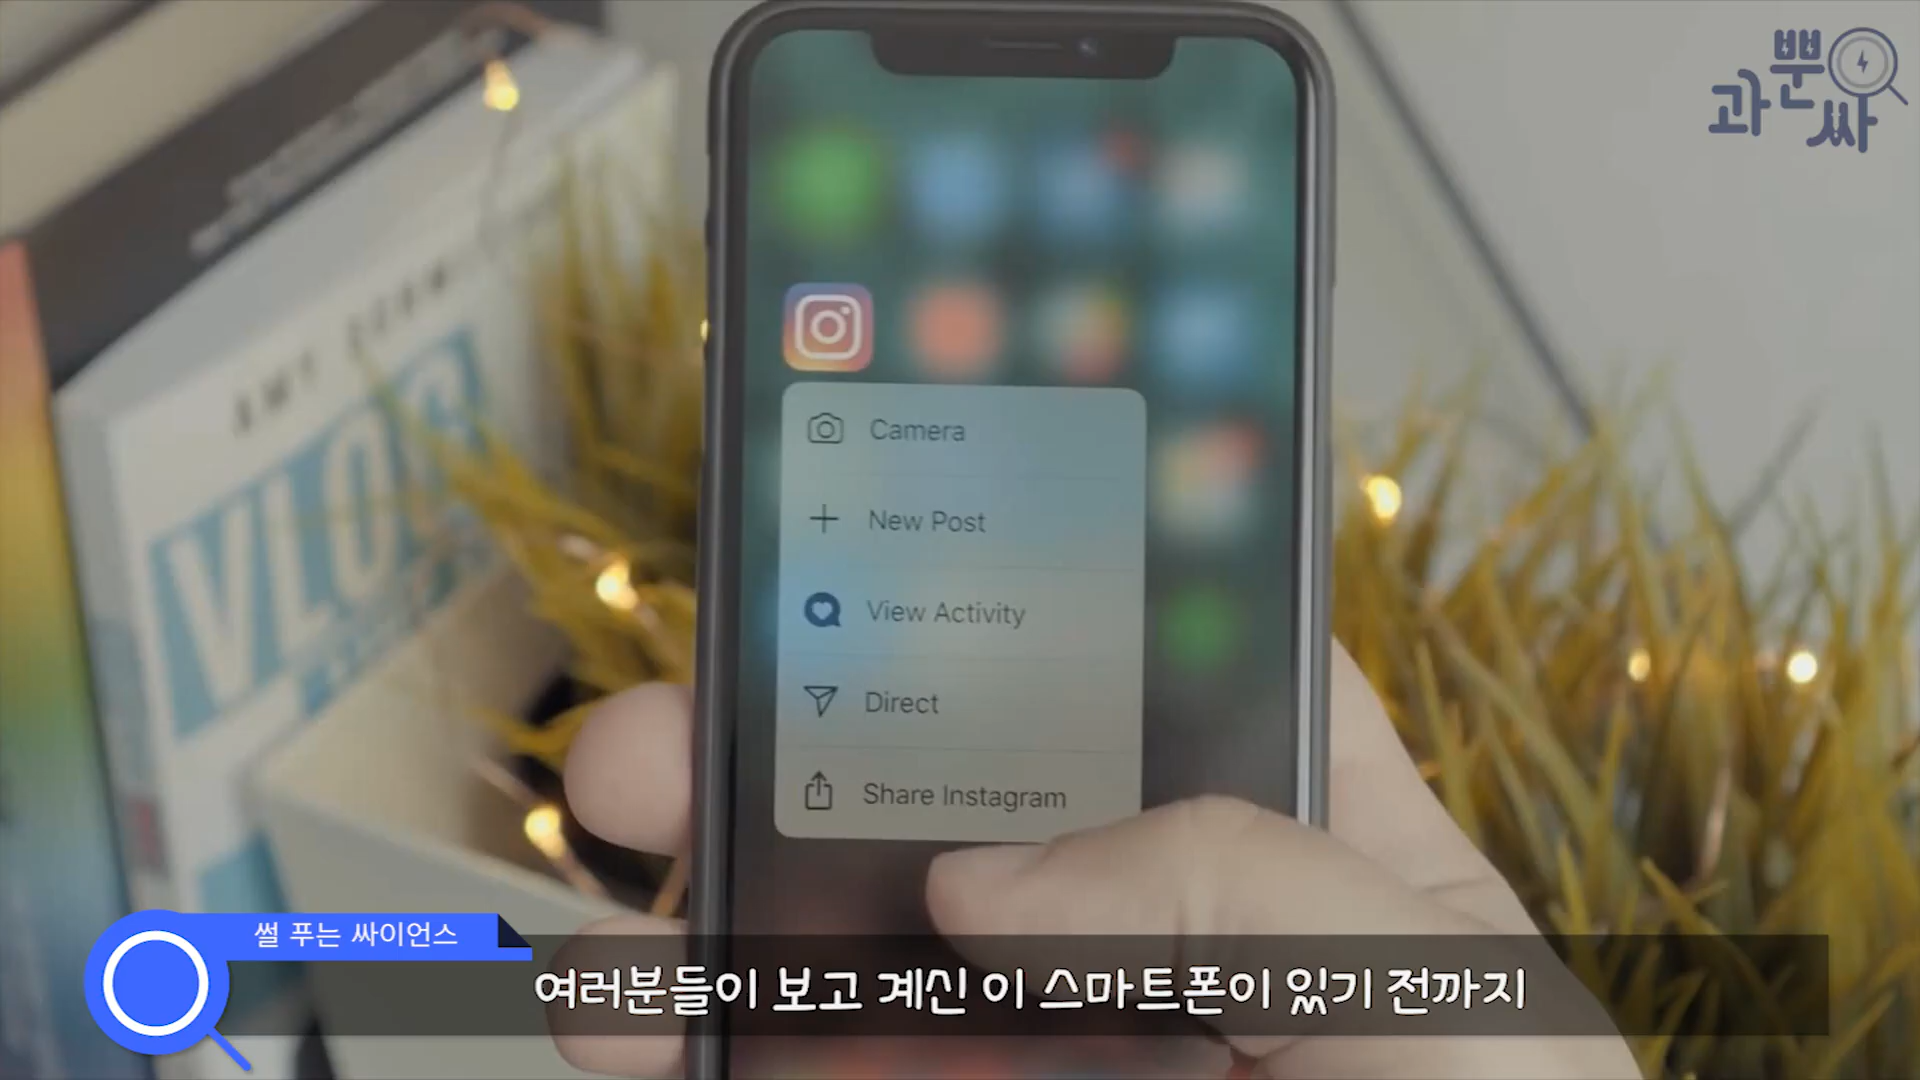 과뿐싸
VLOG
Camera
New Post
View Activity
Direct
Share Instagram
썰 푸는 싸이언스
여러분들이 보고 계신 이 스마트폰이 있기 전까지